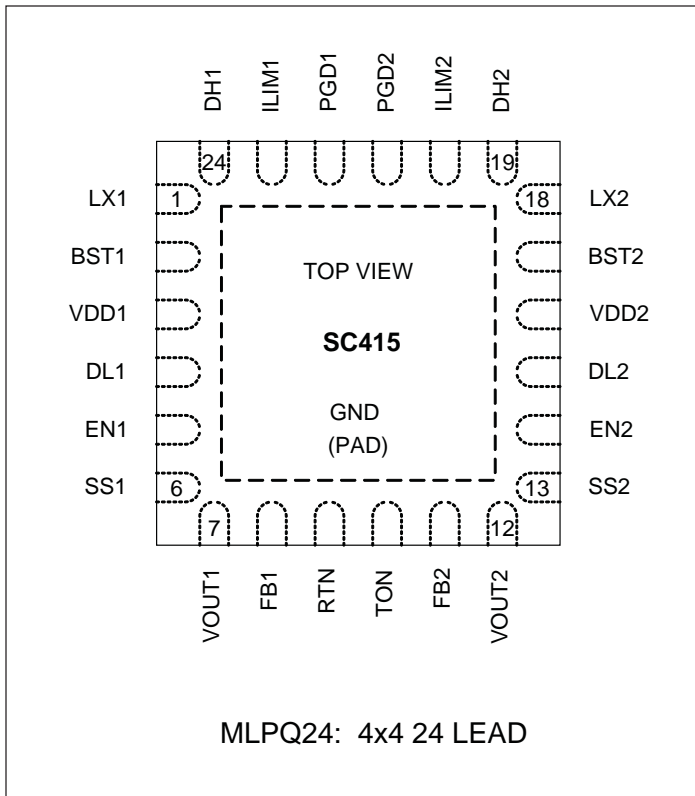 DH1
ILIM1
PGD1
PGD2
ILIM2
DH2
24
19
LX1
1
18
LX2
BST1
BST2
VDD1
VDD2
DL1
DL2
EN1
EN2
SS1
6
13
SS2
TOP VIEW
SC415
GND
(PAD)
7
12
VOUT1
FB1
RTN
TON
FB2
VOUT2
MLPQ24: 4x4 24 LEAD